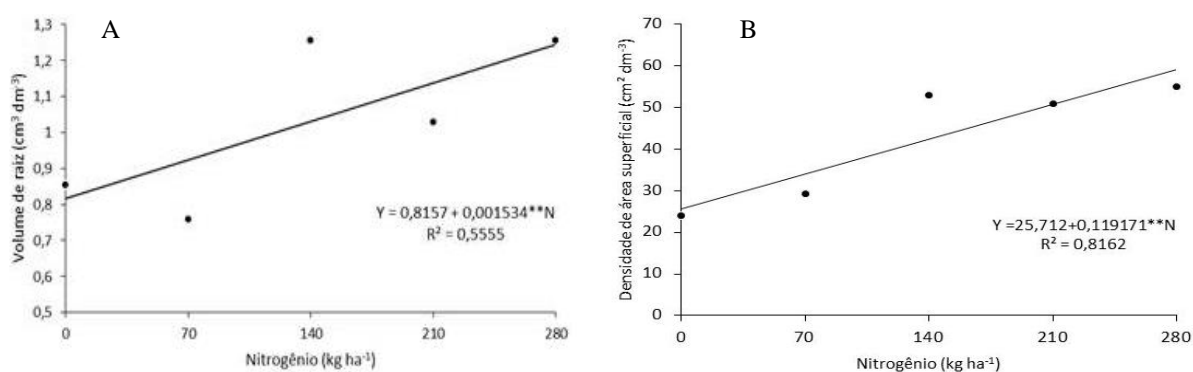 A
Volume de raiz (cm³ dm⁻³)
1,3
1,2
1,1
1
0,9
0,8
0,7
0,6
0,5
Y = 0,8157 + 0,001534**N
R² = 0,5555
0 70 140 210 280
Nitrogênio (kg ha⁻¹)
B
Densidade de área superficial (cm² dm⁻³)
70
60
50
40
30
20
10
0
Y =25,712+0,119171**N
R² = 0,8162
0 70 140 210 280
Nitrogênio (kg ha⁻¹)